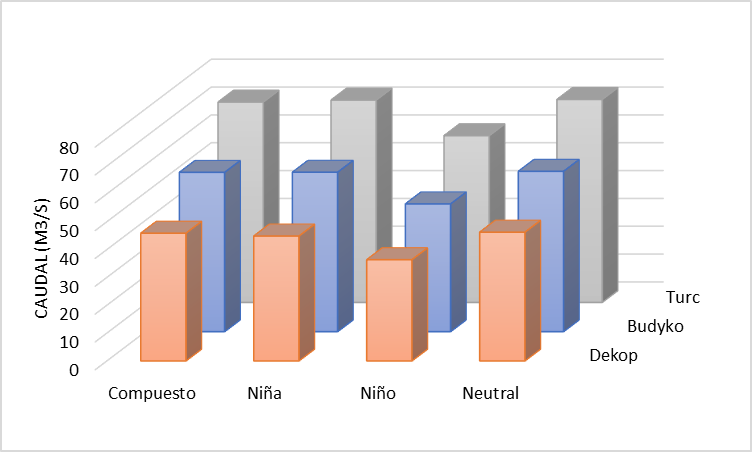 CAUDAL (M3/S)
80
70
60
50
40
30
20
10
0
Compuesto
Niña
Niño
Neutral
Turc
Budyko
Dekop